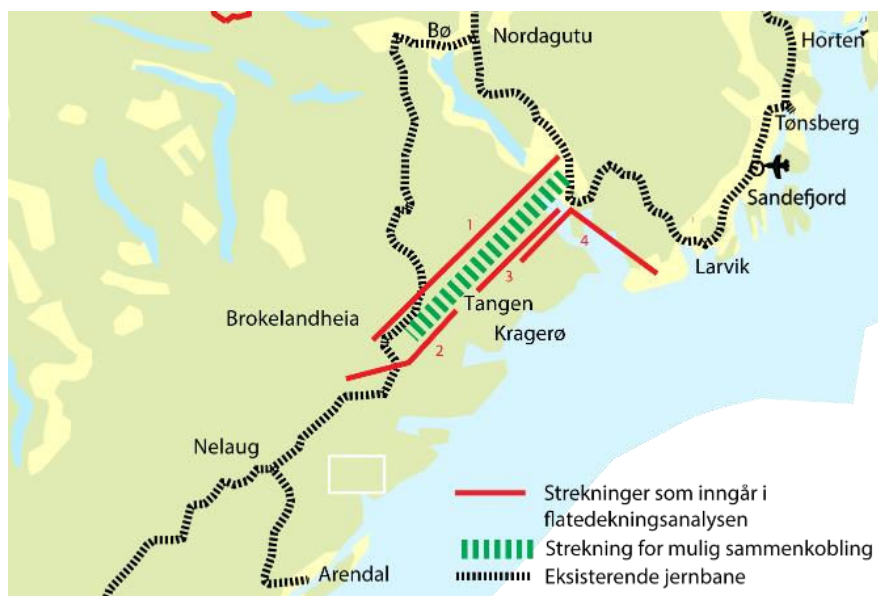 Bø
Nordagutu
Horten
Tønsberg
Sandefjord
1
4
Larvik
3
Tangen
Brokelandheia
Kragerø
2
Nelaug
Strekninger som inngår i
flatedekningsanalysen
Strekning for mulig sammenkobling
Arendal
Eksisterende jernbane